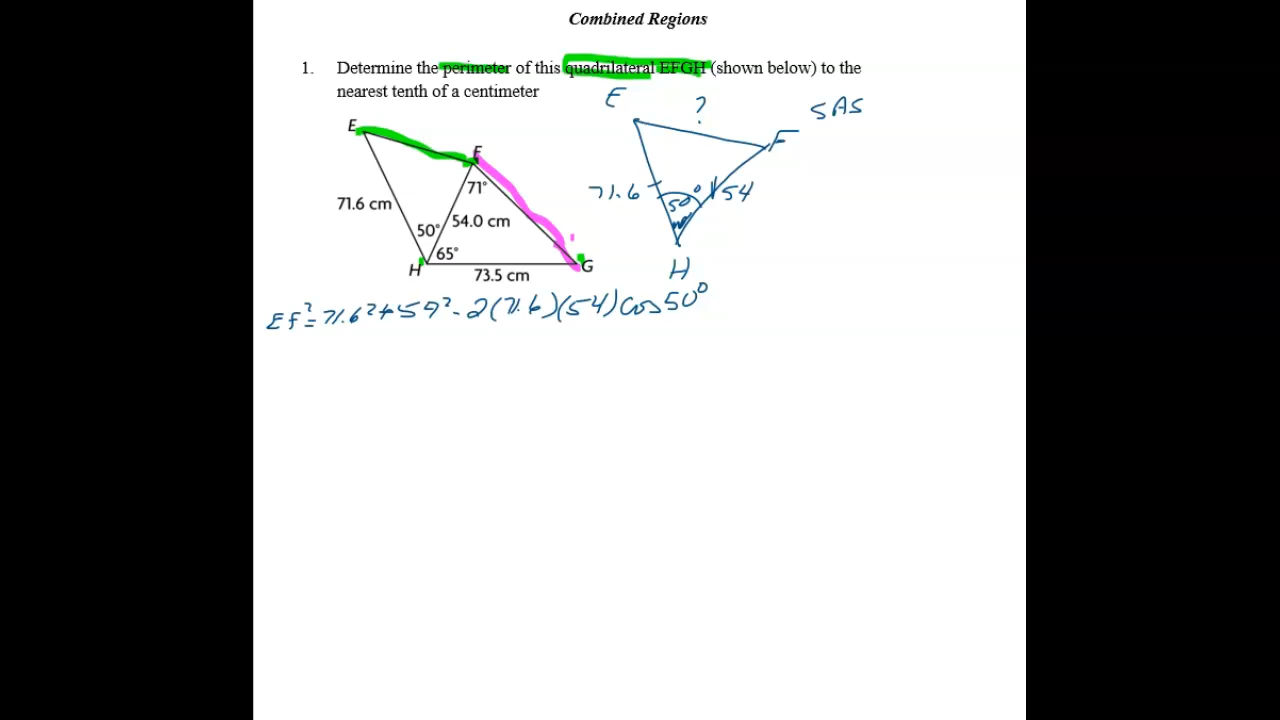 Combined Regions
1. Determine the perimeter of this quadrilateral EFGH (shown below) to the
nearest tenth of a centimeter
E
F
71°
71.6 cm
54.0 cm
50°
65°
H
G
73.5 cm
E
?
SAS
F
71.6
50°
54
H
EF²=71.6²+54²-2(71.6)(54)cos50°